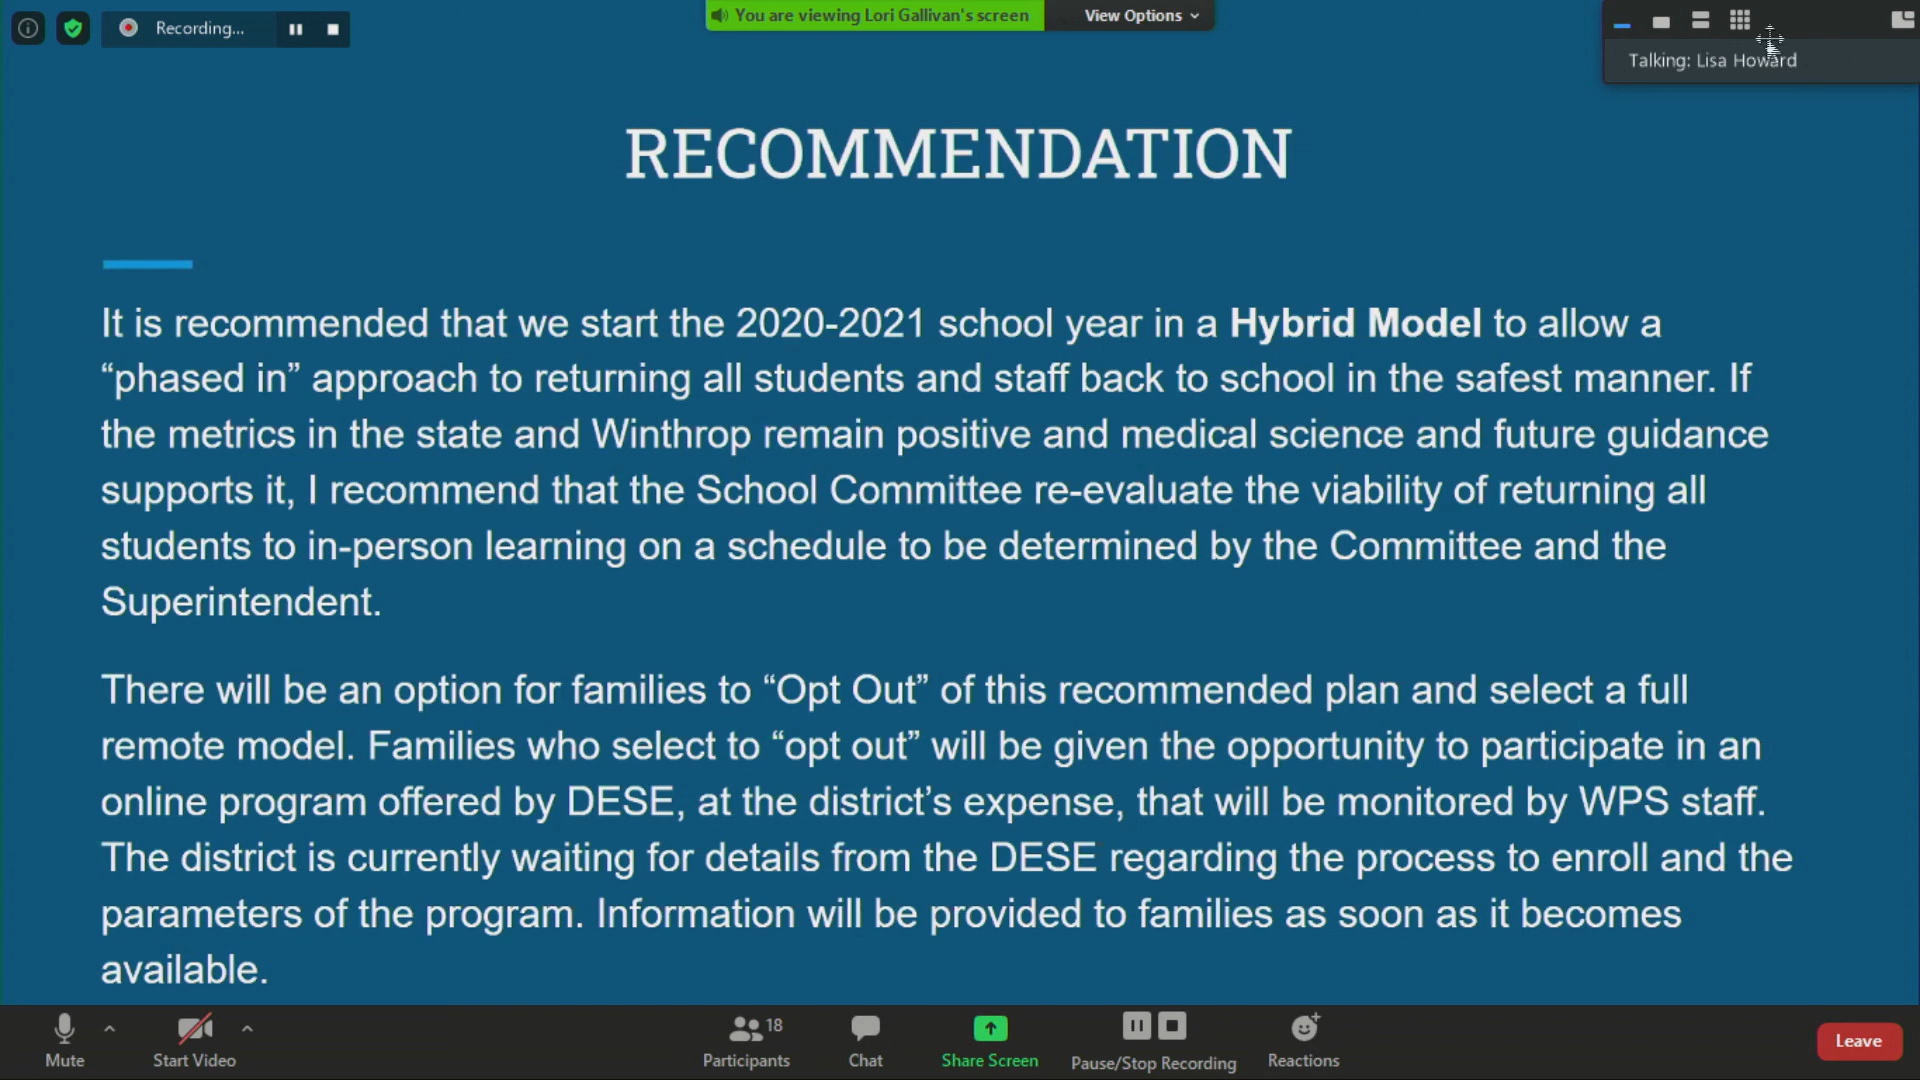 Recording...
You are viewing Lori Gallivan's screen
View Options
Talking: Lisa Howard
RECOMMENDATION
It is recommended that we start the 2020-2021 school year in a Hybrid Model to allow a
“phased in” approach to returning all students and staff back to school in the safest manner. If
the metrics in the state and Winthrop remain positive and medical science and future guidance
supports it, I recommend that the School Committee re-evaluate the viability of returning all
students to in-person learning on a schedule to be determined by the Committee and the
Superintendent.
There will be an option for families to “Opt Out” of this recommended plan and select a full
remote model. Families who select to “opt out” will be given the opportunity to participate in an
online program offered by DESE, at the district’s expense, that will be monitored by WPS staff.
The district is currently waiting for details from the DESE regarding the process to enroll and the
parameters of the program. Information will be provided to families as soon as it becomes
available.
Mute
Start Video
18
Participants
Chat
Share Screen
Pause/Stop Recording
Reactions
Leave